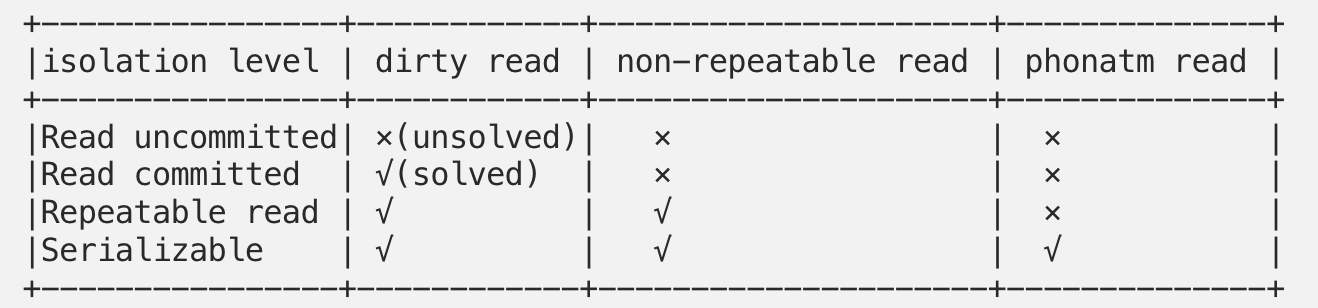 +----------------+------------+---------------------+--------------+
|isolation level | dirty read | non-repeatable read | phonatm read |
+----------------+------------+---------------------+--------------+
|Read uncommitted| ×(unsolved)|   ×                 |  ×           |
|Read committed  | √(solved)  |   ×                 |  ×           |
|Repeatable read | √          |   √                 |  ×           |
|Serializable    | √          |   √                 |  √           |
+----------------+------------+---------------------+--------------+